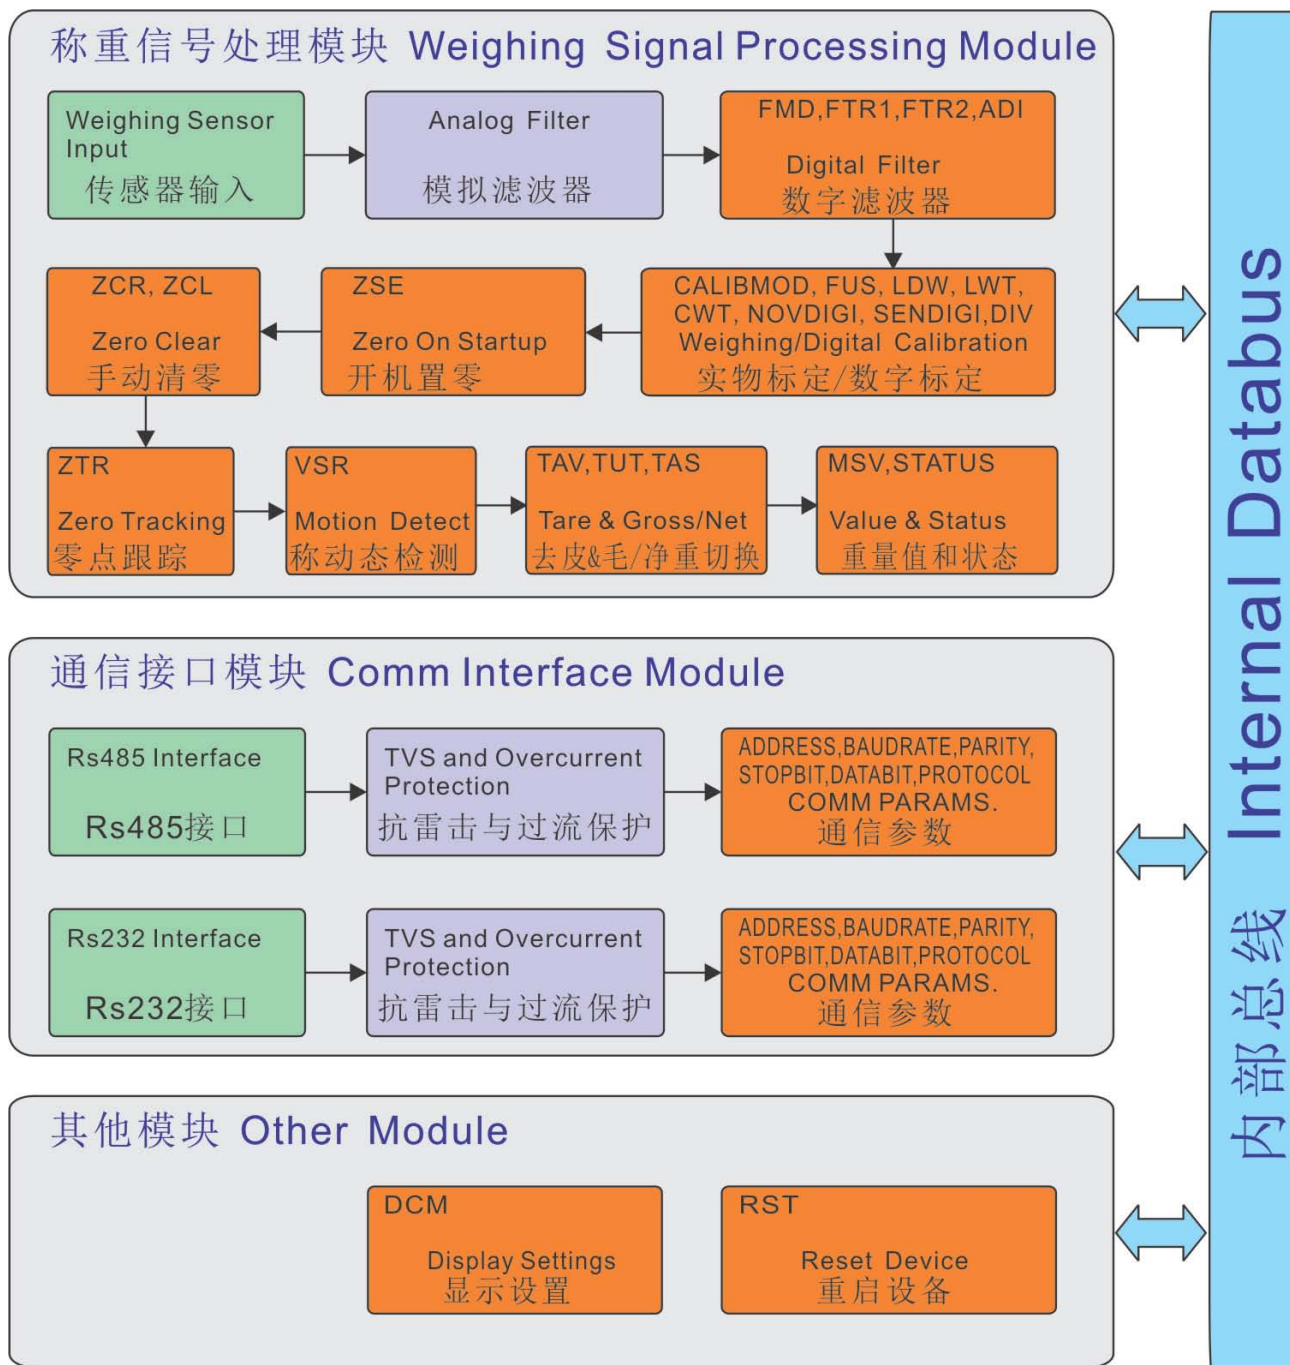 称重信号处理模块 Weighing Signal Processing Module
Weighing Sensor
Input
传感器输入
Analog Filter
模拟滤波器
FMD,FTR1,FTR2,ADI
Digital Filter
数字滤波器
ZCR, ZCL
Zero Clear
手动清零
ZSE
Zero On Startup
开机置零
CALIBMOD, FUS, LDW, LWT,
CWT, NOVDIGI, SENDIGI,DIV
Weighing/Digital Calibration
实物标定/数字标定
ZTR
Zero Tracking
零点跟踪
VSR
Motion Detect
称动态检测
TAV,TUT,TAS
Tare & Gross/Net
去皮&毛/净重切换
MSV,STATUS
Value & Status
重量值和状态
通信接口模块 Comm Interface Module
Rs485 Interface
Rs485接口
TVS and Overcurrent
Protection
抗雷击与过流保护
ADDRESS,BAUDRATE,PARITY,
STOPBIT,DATABIT,PROTOCOL
COMM PARAMS.
通信参数
Rs232 Interface
Rs232接口
TVS and Overcurrent
Protection
抗雷击与过流保护
ADDRESS,BAUDRATE,PARITY,
STOPBIT,DATABIT,PROTOCOL
COMM PARAMS.
通信参数
其他模块 Other Module
DCM
Display Settings
显示设置
RST
Reset Device
重启设备
内部总线 Internal Databus